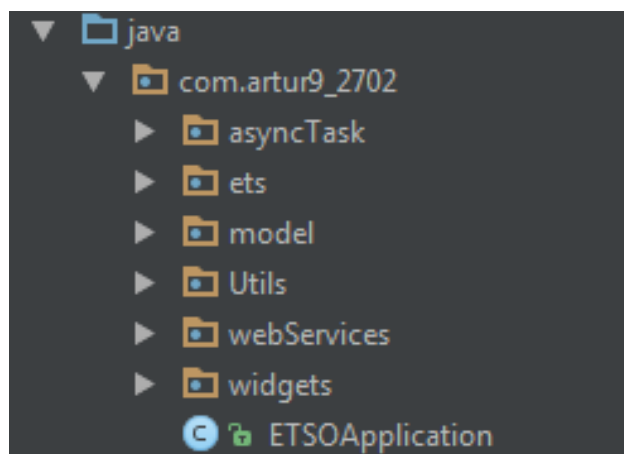 java
com.artur9_2702
asyncTask
ets
model
Utils
webServices
widgets
ETSOApplication